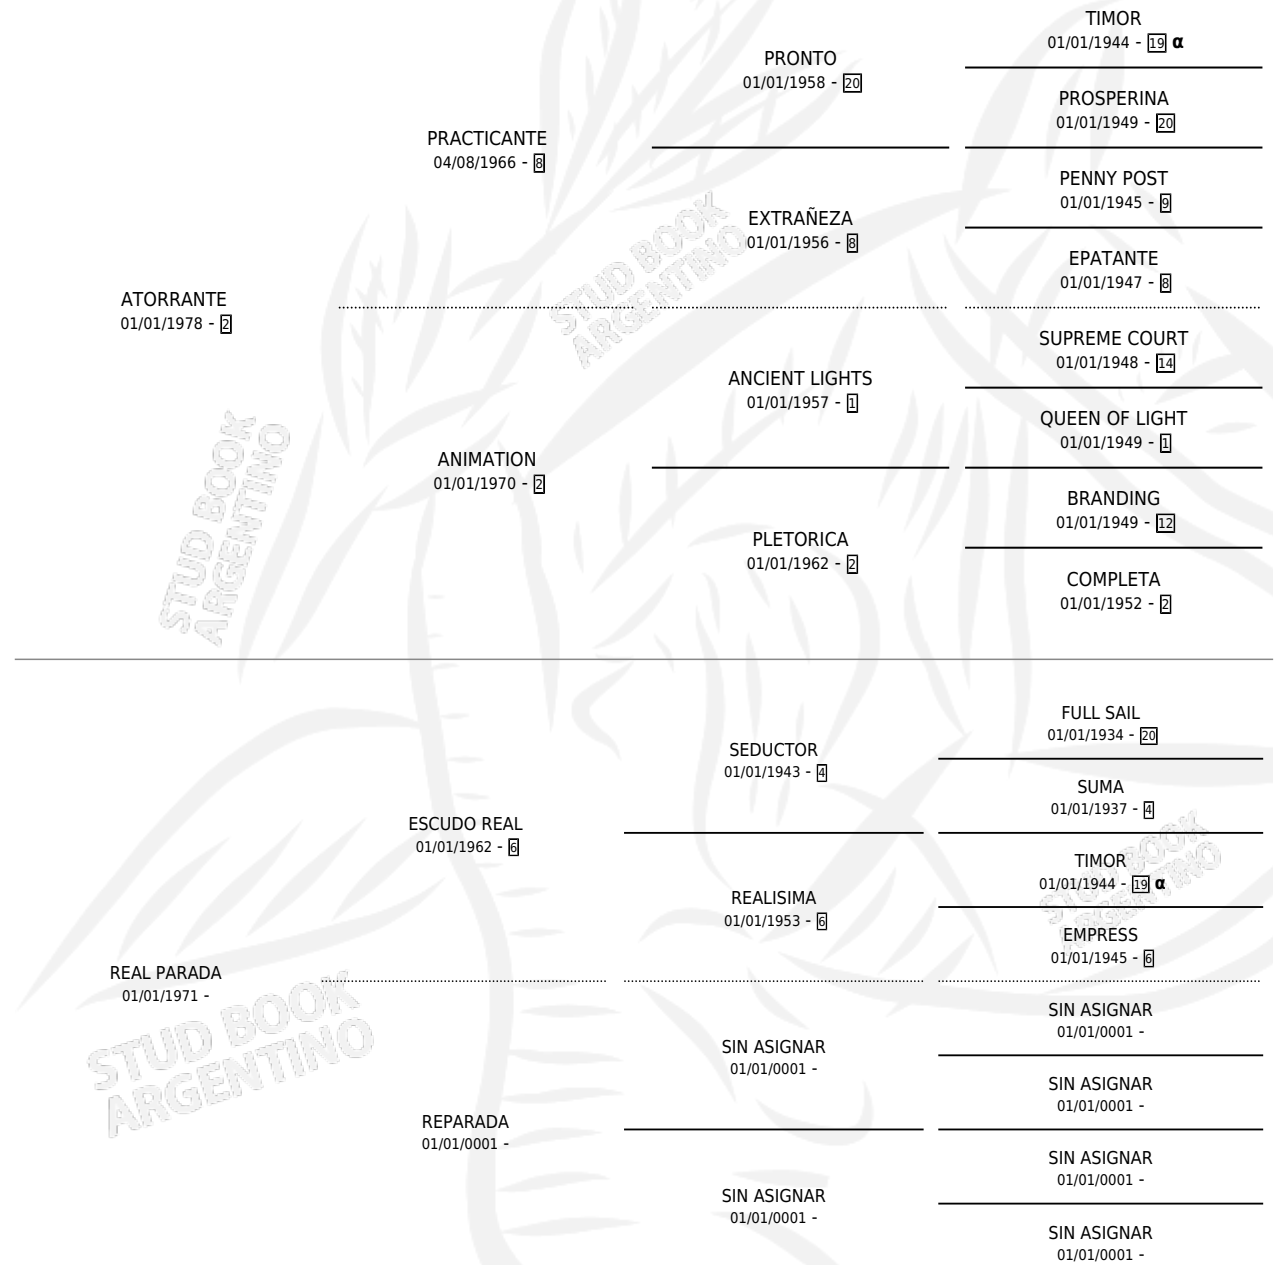 TIMOR
01/01/1944 - 19 α
PRONTO
01/01/1958 - 20
PROSPERINA
01/01/1949 - 20
PRACTICANTE
04/08/1966 - 8
PENNY POST
01/01/1945 - 9
EXTRAÑEZA
01/01/1956 - 8
EPATANTE
01/01/1947 - 8
ATORRANTE
01/01/1978 - 2
SUPREME COURT
01/01/1948 - 14
ANCIENT LIGHTS
01/01/1957 - 1
QUEEN OF LIGHT
01/01/1949 - 1
ANIMATION
01/01/1970 - 2
BRANDING
01/01/1949 - 12
PLETORICA
01/01/1962 - 2
COMPLETA
01/01/1952 - 2
FULL SAIL
01/01/1934 - 20
SEDUCTOR
01/01/1943 - 4
SUMA
01/01/1937 - 4
ESCUDO REAL
01/01/1962 - 6
TIMOR
01/01/1944 - 19 α
REALISIMA
01/01/1953 - 6
EMPRESS
01/01/1945 - 6
REAL PARADA
01/01/1971 -
SIN ASIGNAR
01/01/0001 -
SIN ASIGNAR
01/01/0001 -
SIN ASIGNAR
01/01/0001 -
REPARADA
01/01/0001 -
SIN ASIGNAR
01/01/0001 -
SIN ASIGNAR
01/01/0001 -
SIN ASIGNAR
01/01/0001 -
STUD BOOK
ARGENTINO
STUD BOOK
ARGENTINO
STUD BOOK
ARGENTINO
STUD BOOK
ARGENTINO